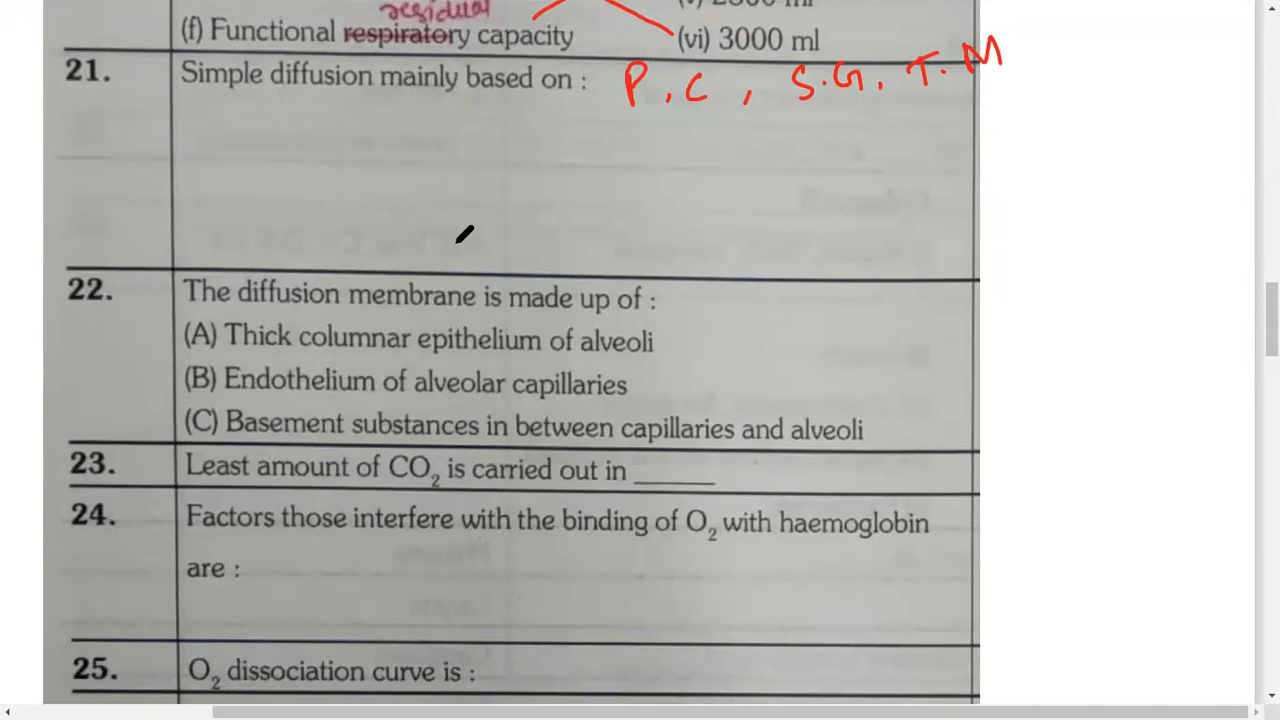 residual
(f) Functional respiratory capacity
(vi) 3000 ml
21. Simple diffusion mainly based on : P.C, S.G. T.M
22. The diffusion membrane is made up of :
(A) Thick columnar epithelium of alveoli
(B) Endothelium of alveolar capillaries
(C) Basement substances in between capillaries and alveoli
23. Least amount of CO₂ is carried out in ______
24. Factors those interfere with the binding of O₂ with haemoglobin
are :
25. O₂ dissociation curve is :